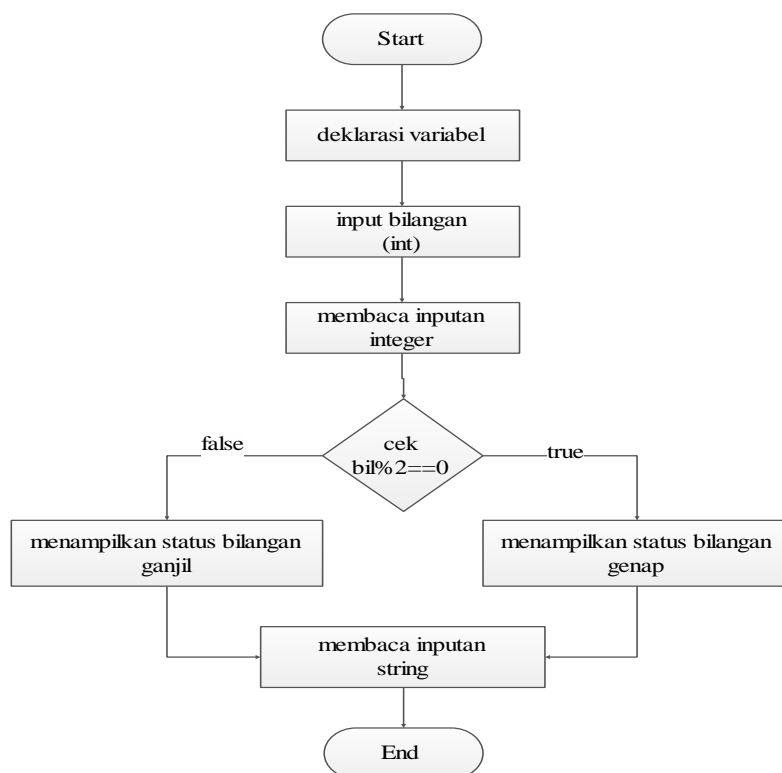 Start
deklarasi variabel
input bilangan
(int)
membaca inputan
integer
cek
bil%2==0
false
true
menampilkan status bilangan
ganjil
menampilkan status bilangan
genap
membaca inputan
string
End